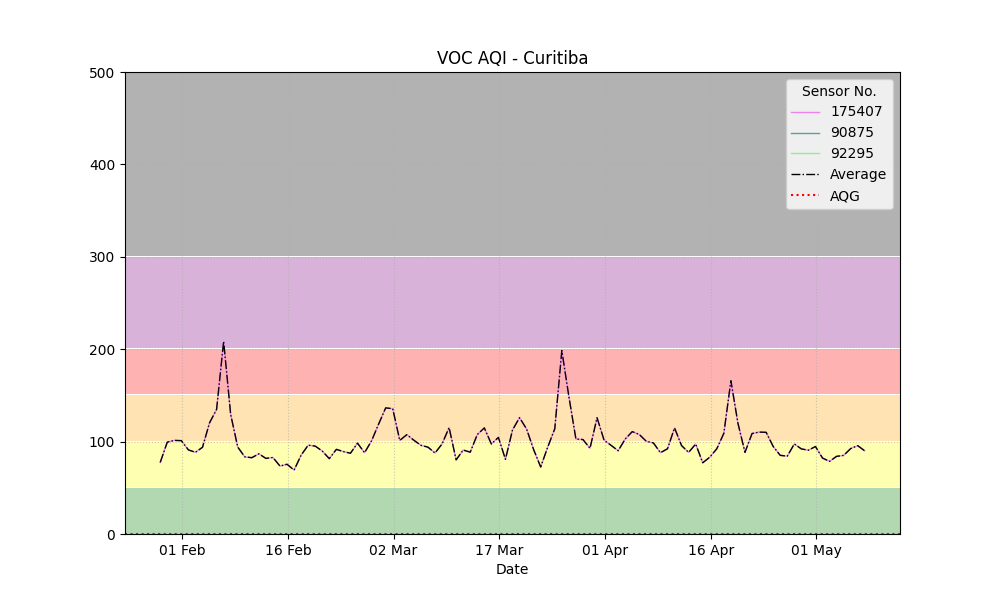 VOC AQI - Curitiba
500
400
300
200
100
0
Sensor No.
175407
90875
92295
Average
AQG
01 Feb
16 Feb
02 Mar
17 Mar
01 Apr
16 Apr
01 May
Date